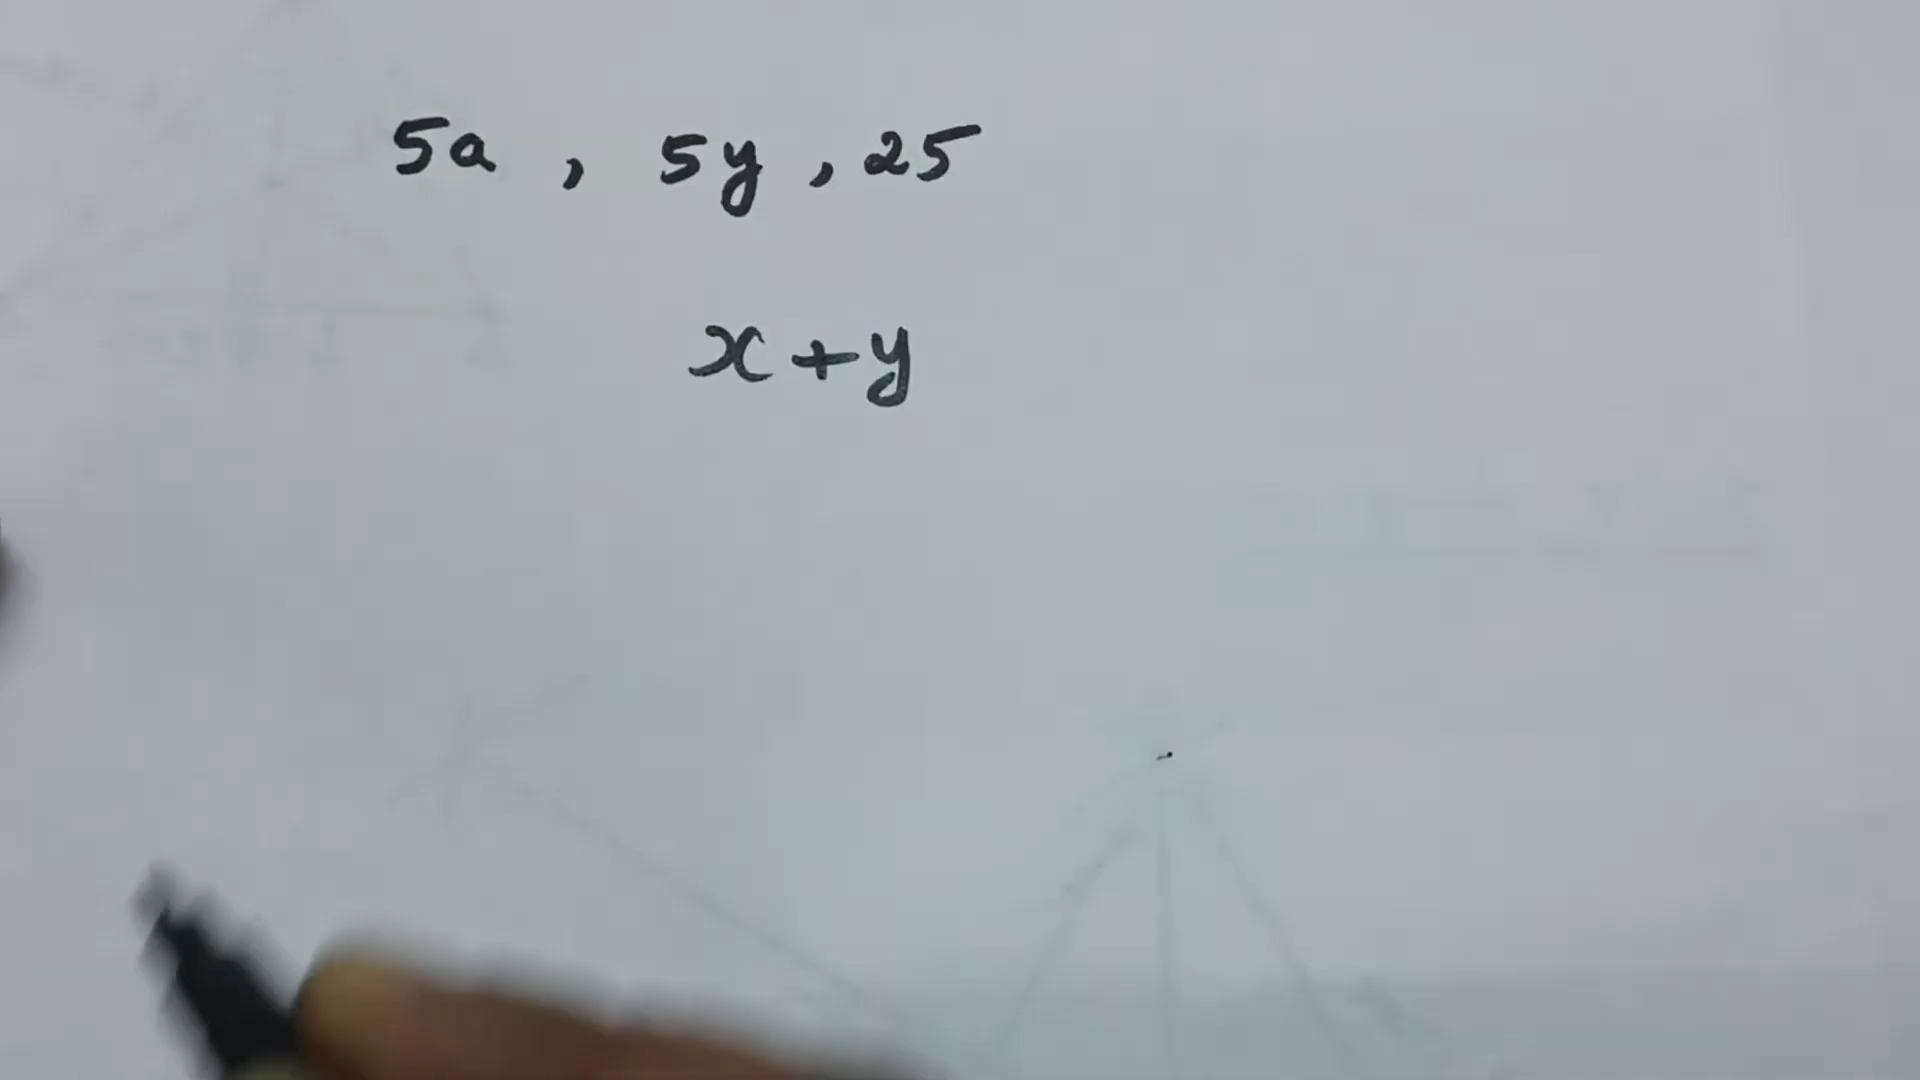 5a , 5y , 25
x + y